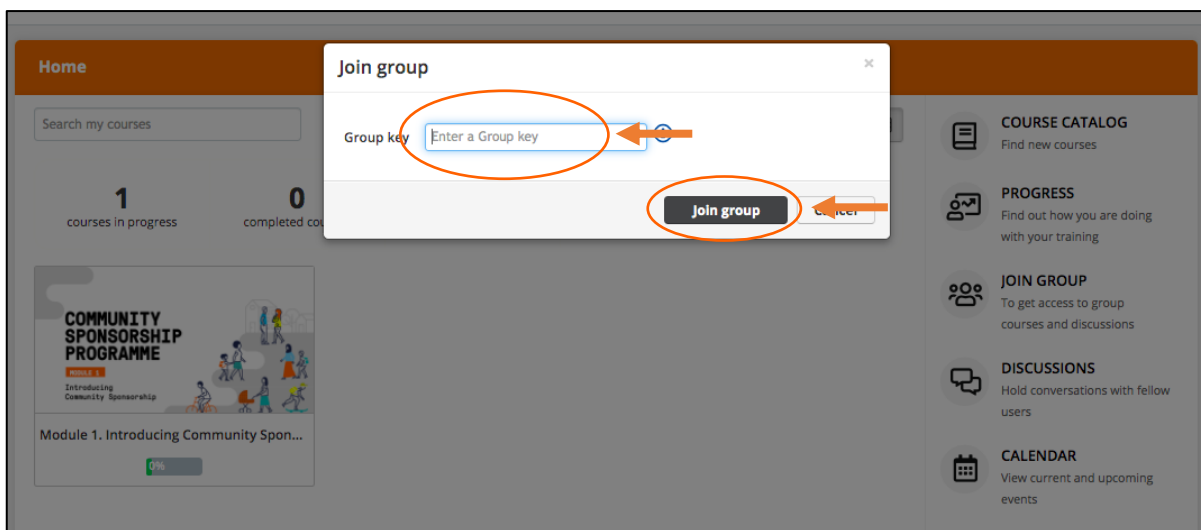 Home
Join group
×
Search my courses
Group key
Enter a Group key
Join group
1
courses in progress
0
completed cou
COMMUNITY
SPONSORSHIP
PROGRAMME
MODULE 1
Introducing
Community Sponsorship
Module 1. Introducing Community Spon...
0%
COURSE CATALOG
Find new courses
PROGRESS
Find out how you are doing
with your training
JOIN GROUP
To get access to group
courses and discussions
DISCUSSIONS
Hold conversations with fellow
users
CALENDAR
View current and upcoming
events